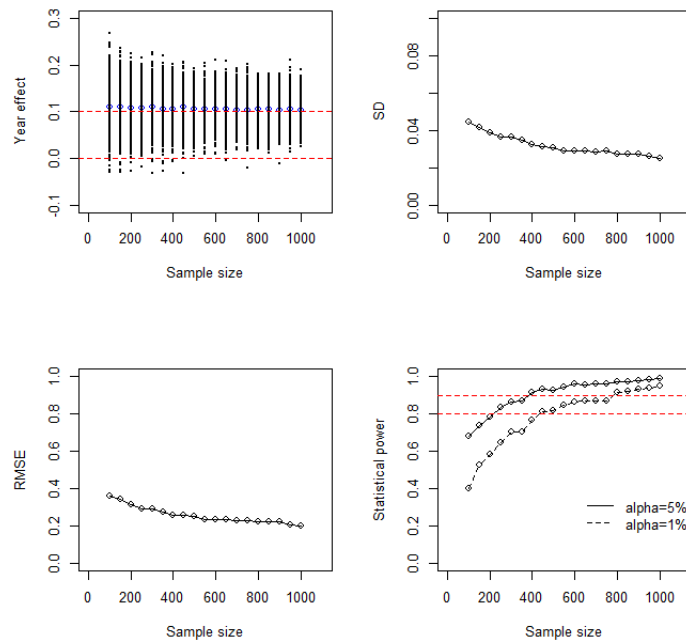 0.3
0.2
0.1
0.0
-0.1
Year effect
0 200 400 600 800 1000
Sample size
0.08
0.04
0.00
SD
0 200 400 600 800 1000
Sample size
1.0
0.8
0.6
0.4
0.2
0.0
RMSE
0 200 400 600 800 1000
Sample size
1.0
0.8
0.6
0.4
0.2
0.0
Statistical power
alpha=5%
alpha=1%
0 200 400 600 800 1000
Sample size